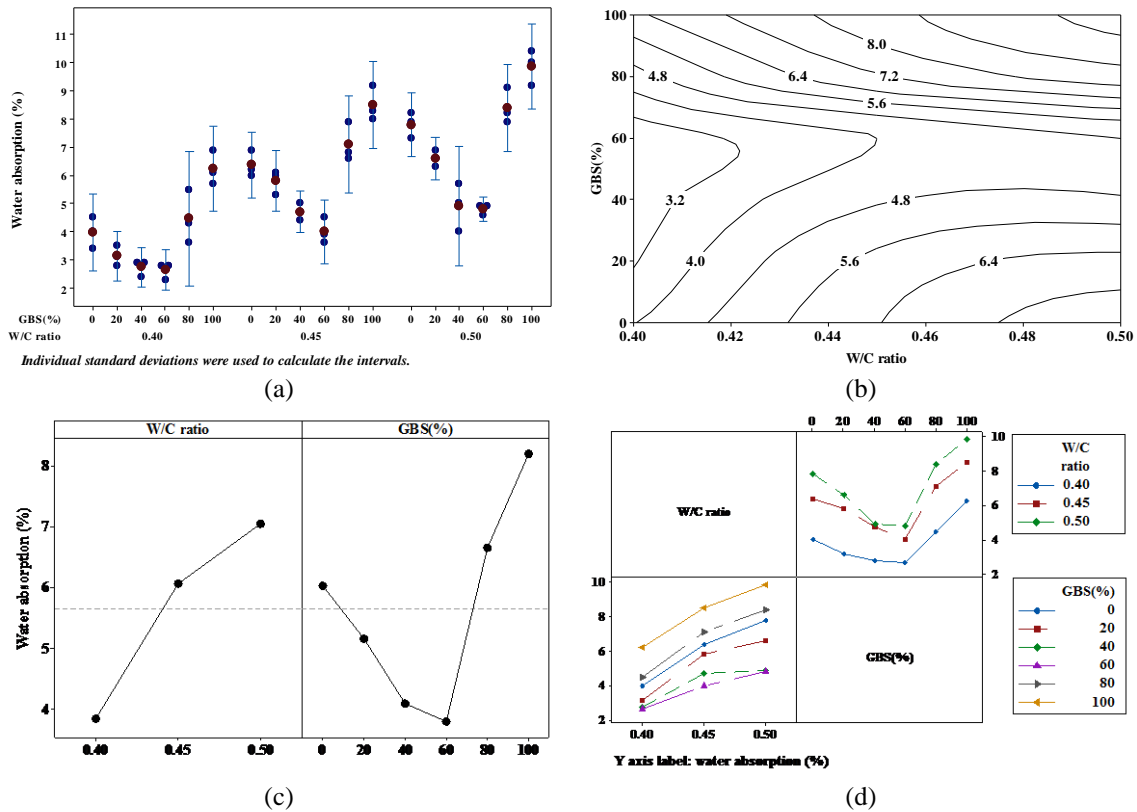 Water absorption (%)
11
10
9
8
7
6
5
4
3
2
GBS(%) 0 20 40 60 80 100 0 20 40 60 80 100 0 20 40 60 80 100
W/C ratio 0.40 0.45 0.50
Individual standard deviations were used to calculate the intervals.
(a)
GBS(%)
100
80
60
40
20
0
8.0
4.8 6.4 7.2
5.6
3.2 4.8
4.0 5.6 6.4
0.40 0.42 0.44 0.46 0.48 0.50
W/C ratio
(b)
W/C ratio GBS(%)
Water absorption (%)
8
7
6
5
4
0.40 0.45 0.50 0 20 40 60 80 100
(c)
0 20 40 60 80 100
W/C ratio
10
8
6
4
2
W/C
ratio
0.40
0.45
0.50
10
8
6
4
2
GBS(%)
0.40 0.45 0.50
GBS(%)
0
20
40
60
80
100
Y axis label: water absorption (%)
(d)